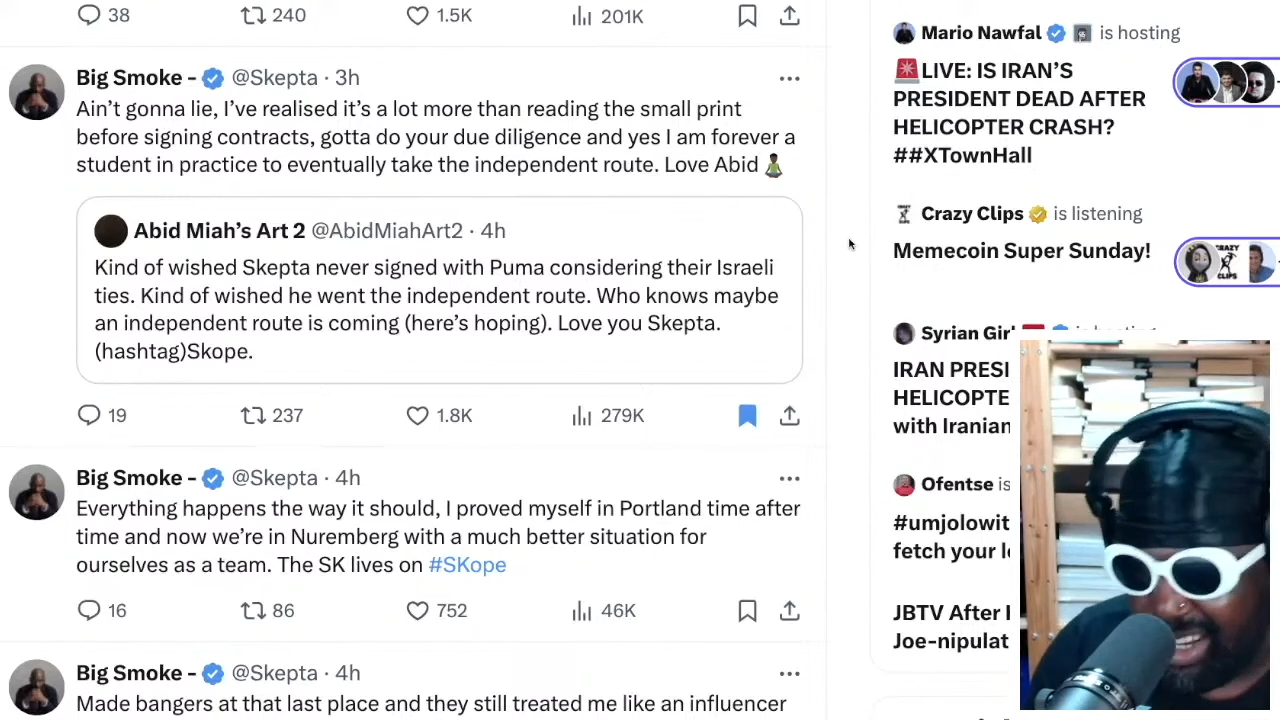 38 240 1.5K 201K
Big Smoke - @Skepta · 3h
Ain’t gonna lie, I’ve realised it’s a lot more than reading the small print
before signing contracts, gotta do your due diligence and yes I am forever a
student in practice to eventually take the independent route. Love Abid
Abid Miah’s Art 2 @AbidMiahArt2 · 4h
Kind of wished Skepta never signed with Puma considering their Israeli
ties. Kind of wished he went the independent route. Who knows maybe
an independent route is coming (here’s hoping). Love you Skepta.
(hashtag)Skope.
19 237 1.8K 279K
Big Smoke - @Skepta · 4h
Everything happens the way it should, I proved myself in Portland time after
time and now we’re in Nuremberg with a much better situation for
ourselves as a team. The SK lives on #SKope
16 86 752 46K
Big Smoke - @Skepta · 4h
Made bangers at that last place and they still treated me like an influencer
Mario Nawfal is hosting
LIVE: IS IRAN’S
PRESIDENT DEAD AFTER
HELICOPTER CRASH?
##XTownHall
Crazy Clips is listening
Memecoin Super Sunday!
CRAZY
CLIPS
Syrian Girl is hosting
IRAN PRESI
HELICOPTE
with Iranian
Ofentse is
#umjolowit
fetch your l
JBTV After
Joe-nipulat